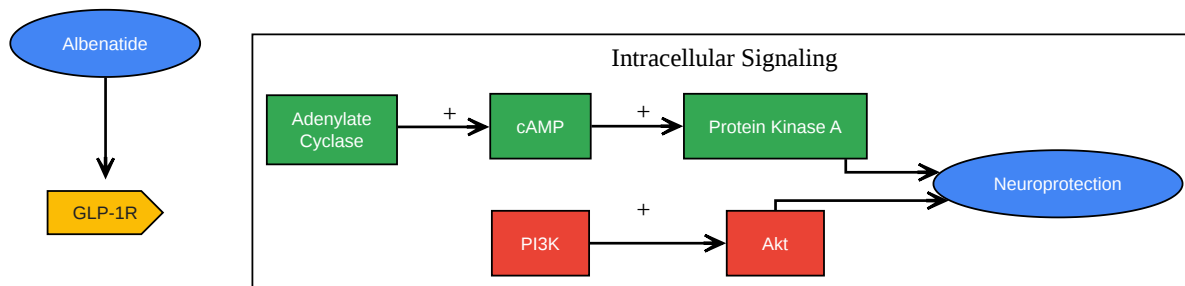 Albenatide
Intracellular Signaling
Adenylate
Cyclase
+
cAMP
+
Protein Kinase A
Neuroprotection
GLP-1R
PI3K
+
Akt